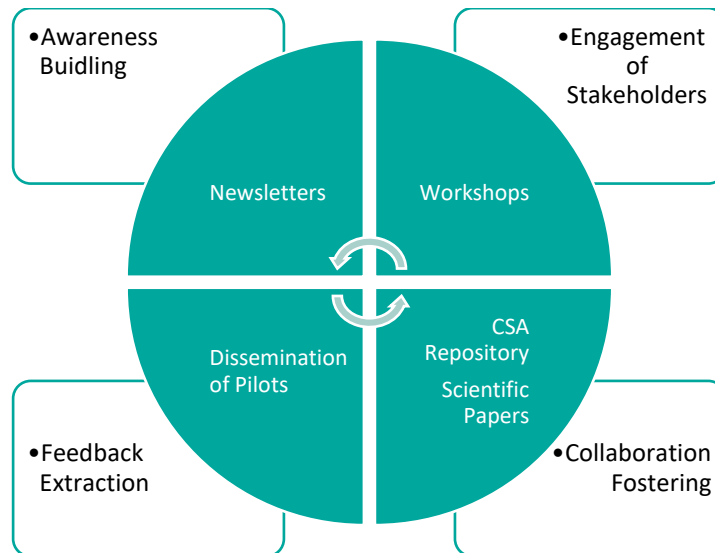 •Awareness
Buidling
•Engagement
of
Stakeholders
Newsletters
Workshops
Dissemination
of Pilots
CSA
Repository
Scientific
Papers
•Feedback
Extraction
•Collaboration
Fostering